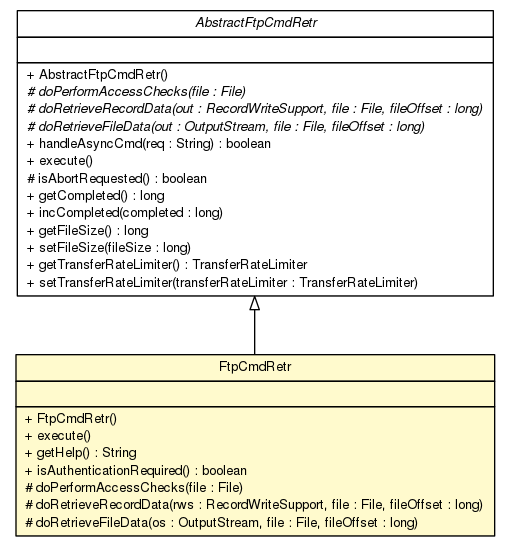 AbstractFtpCmdRetr
+ AbstractFtpCmdRetr()
# doPerformAccessChecks(file : File)
# doRetrieveRecordData(out : RecordWriteSupport, file : File, fileOffset : long)
# doRetrieveFileData(out : OutputStream, file : File, fileOffset : long)
+ handleAsyncCmd(req : String) : boolean
+ execute()
# isAbortRequested() : boolean
+ getCompleted() : long
+ incCompleted(completed : long)
+ getFileSize() : long
+ setFileSize(fileSize : long)
+ getTransferRateLimiter() : TransferRateLimiter
+ setTransferRateLimiter(transferRateLimiter : TransferRateLimiter)
FtpCmdRetr
+ FtpCmdRetr()
+ execute()
+ getHelp() : String
+ isAuthenticationRequired() : boolean
# doPerformAccessChecks(file : File)
# doRetrieveRecordData(rws : RecordWriteSupport, file : File, fileOffset : long)
# doRetrieveFileData(os : OutputStream, file : File, fileOffset : long)